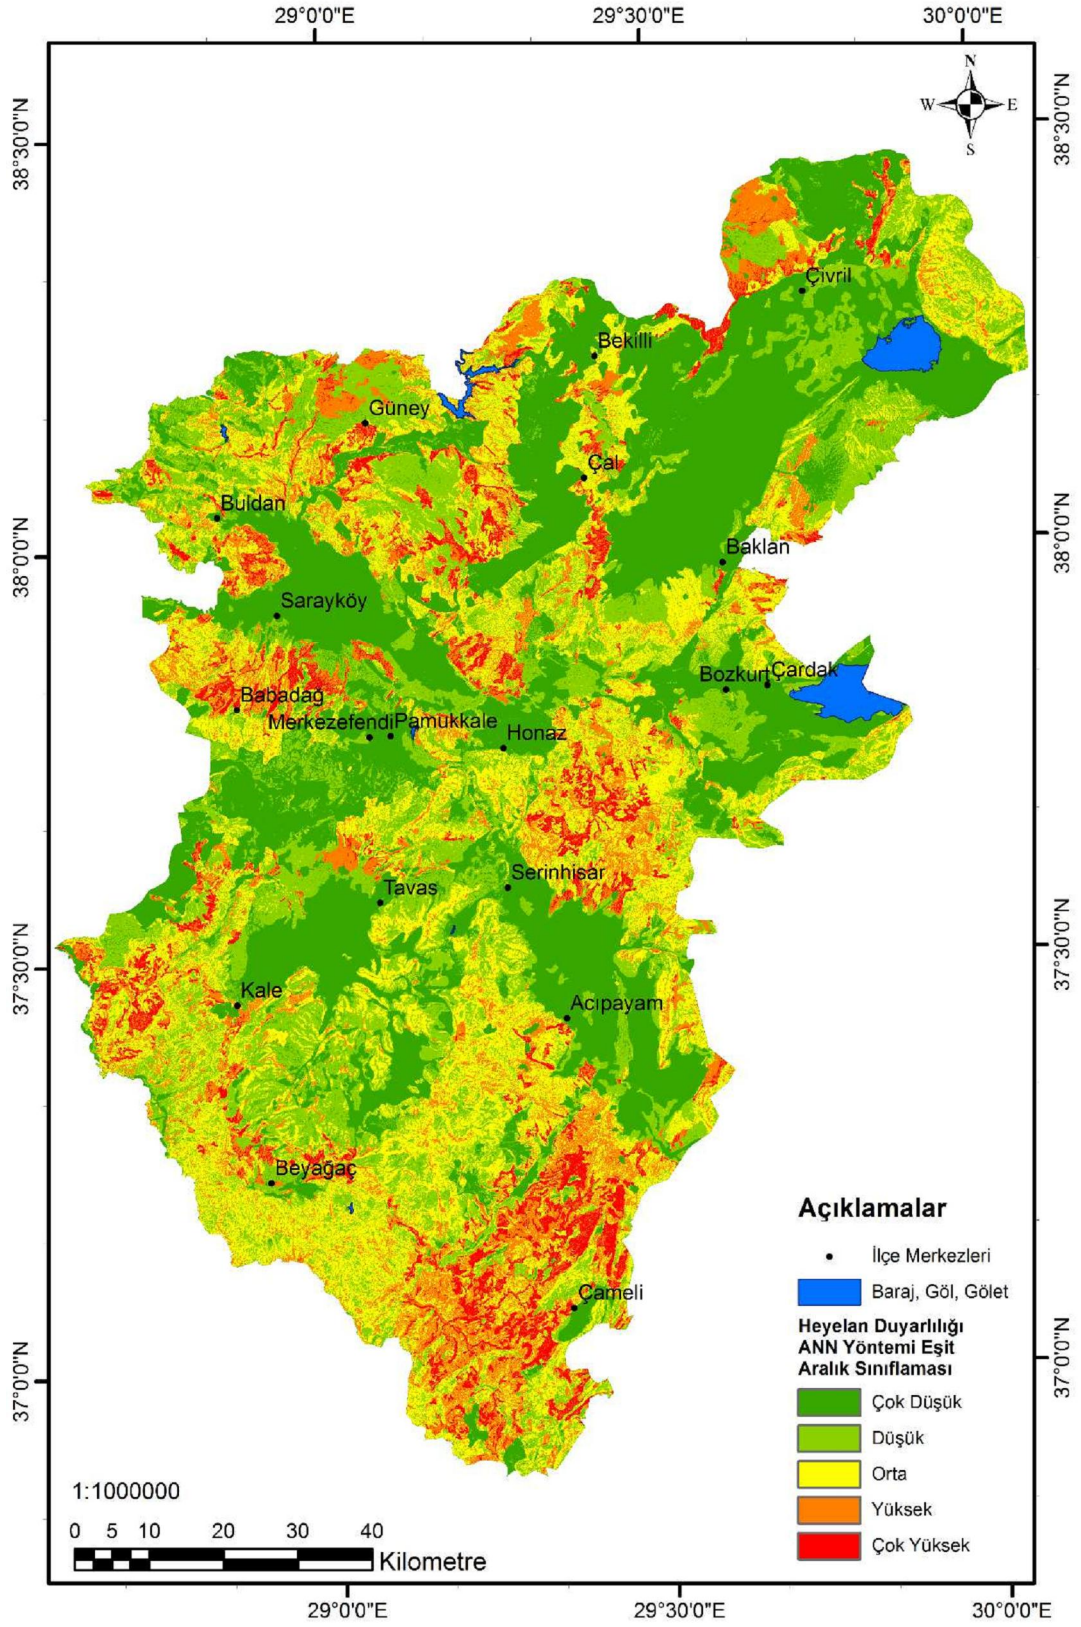 29°0'0"E
29°30'0"E
30°0'0"E
38°30'0"N
38°30'0"N
N
W
E
S
Çivril
Bekilli
Güney
Çal
Buldan
38°0'0"N
38°0'0"N
Baklan
Sarayköy
Bozkurt
Çardak
Babadağ
Merkezefendi
Pamukkale
Honaz
Serinhisar
Tavas
37°30'0"N
37°30'0"N
Kale
Acıpayam
Beyağaç
Çameli
37°0'0"N
37°0'0"N
Açıklamalar
İlçe Merkezleri
Baraj, Göl, Gölet
Heyelan Duyarlılığı
ANN Yöntemi Eşit
Aralık Sınıflaması
Çok Düşük
Düşük
Orta
Yüksek
Çok Yüksek
1:1000000
0 5 10 20 30 40
Kilometre
29°0'0"E
29°30'0"E
30°0'0"E